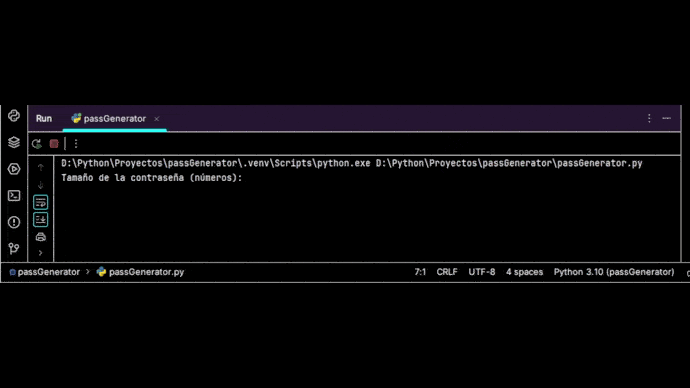 Run passGenerator
D:\Python\Proyectos\passGenerator\.venv\Scripts\python.exe D:\Python\Proyectos\passGenerator\passGenerator.py
Tamaño de la contraseña (números):
passGenerator > passGenerator.py 7:1 CRLF UTF-8 4 spaces Python 3.10 (passGenerator)